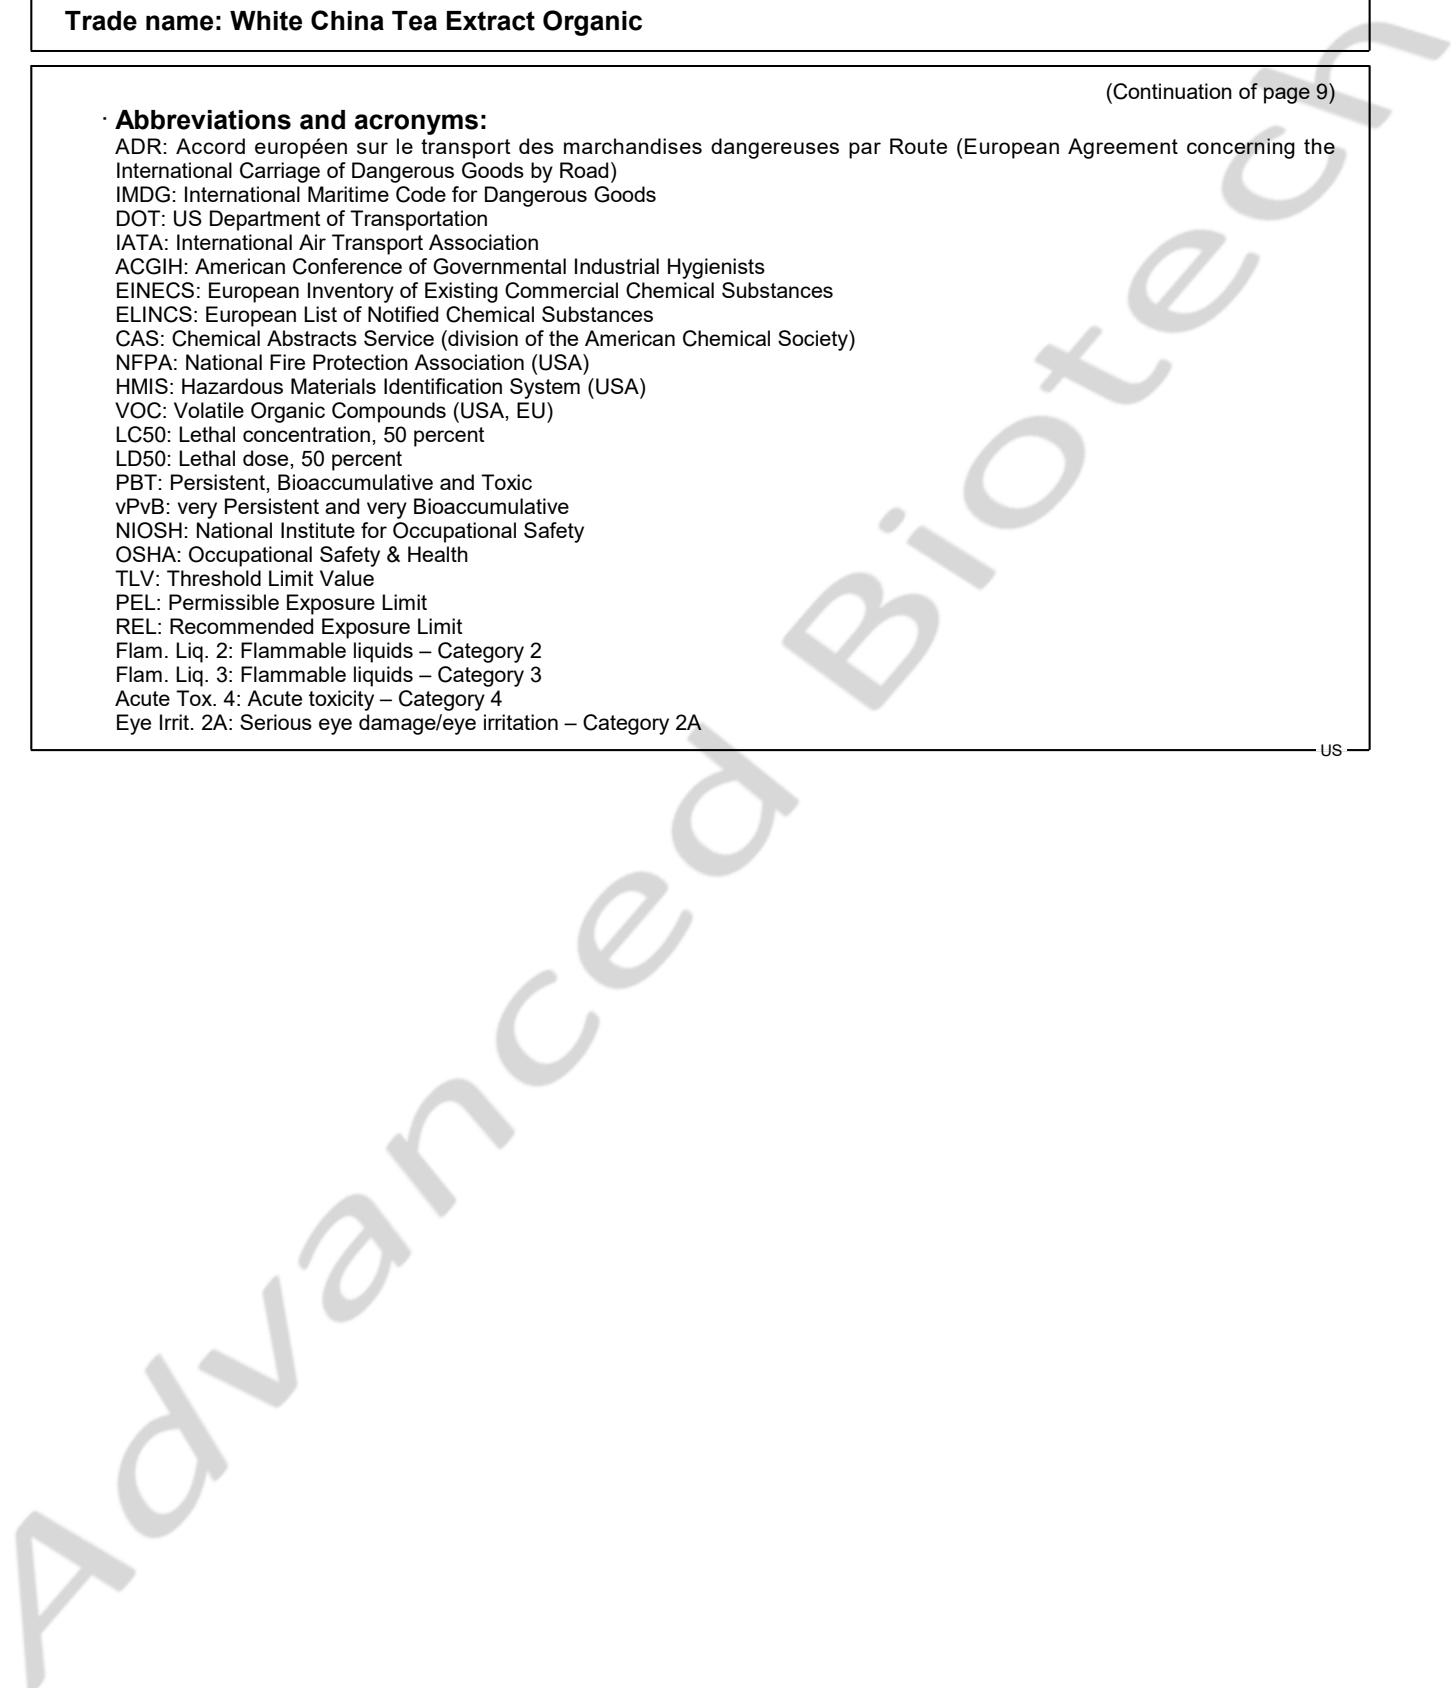 Trade name: White China Tea Extract Organic
(Continuation of page 9)
· Abbreviations and acronyms:
ADR: Accord européen sur le transport des marchandises dangereuses par Route (European Agreement concerning the
International Carriage of Dangerous Goods by Road)
IMDG: International Maritime Code for Dangerous Goods
DOT: US Department of Transportation
IATA: International Air Transport Association
ACGIH: American Conference of Governmental Industrial Hygienists
EINECS: European Inventory of Existing Commercial Chemical Substances
ELINCS: European List of Notified Chemical Substances
CAS: Chemical Abstracts Service (division of the American Chemical Society)
NFPA: National Fire Protection Association (USA)
HMIS: Hazardous Materials Identification System (USA)
VOC: Volatile Organic Compounds (USA, EU)
LC50: Lethal concentration, 50 percent
LD50: Lethal dose, 50 percent
PBT: Persistent, Bioaccumulative and Toxic
vPvB: very Persistent and very Bioaccumulative
NIOSH: National Institute for Occupational Safety
OSHA: Occupational Safety & Health
TLV: Threshold Limit Value
PEL: Permissible Exposure Limit
REL: Recommended Exposure Limit
Flam. Liq. 2: Flammable liquids – Category 2
Flam. Liq. 3: Flammable liquids – Category 3
Acute Tox. 4: Acute toxicity – Category 4
Eye Irrit. 2A: Serious eye damage/eye irritation – Category 2A
US
Advanced Biotech